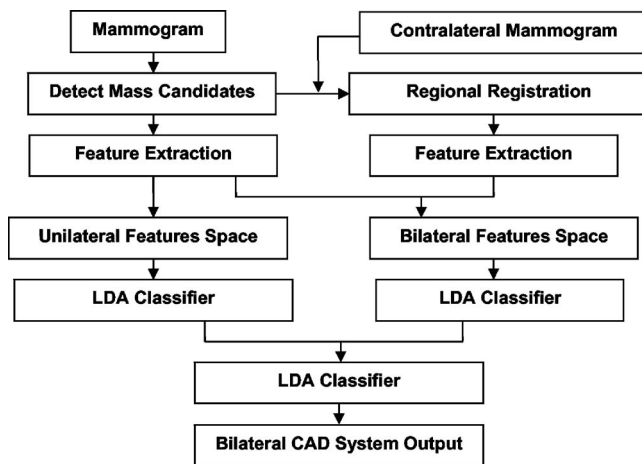 Mammogram
Contralateral Mammogram
Detect Mass Candidates
Regional Registration
Feature Extraction
Feature Extraction
Unilateral Features Space
Bilateral Features Space
LDA Classifier
LDA Classifier
LDA Classifier
Bilateral CAD System Output